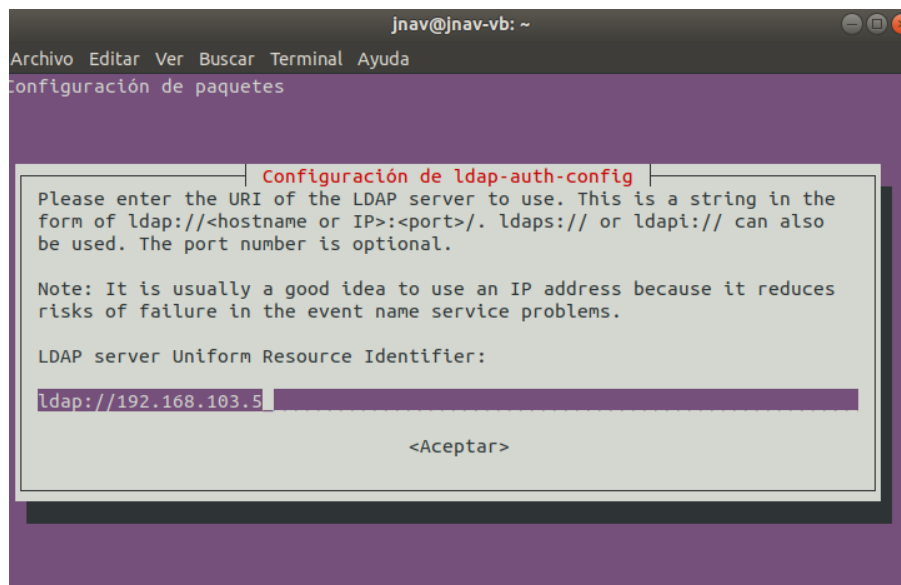 jnav@jnav-vb: ~
Archivo Editar Ver Buscar Terminal Ayuda
Configuración de paquetes
Configuración de ldap-auth-config
Please enter the URI of the LDAP server to use. This is a string in the
form of ldap://<hostname or IP>:<port>/. ldaps:// or ldapi:// can also
be used. The port number is optional.
Note: It is usually a good idea to use an IP address because it reduces
risks of failure in the event name service problems.
LDAP server Uniform Resource Identifier:
ldap://192.168.103.5
<Aceptar>